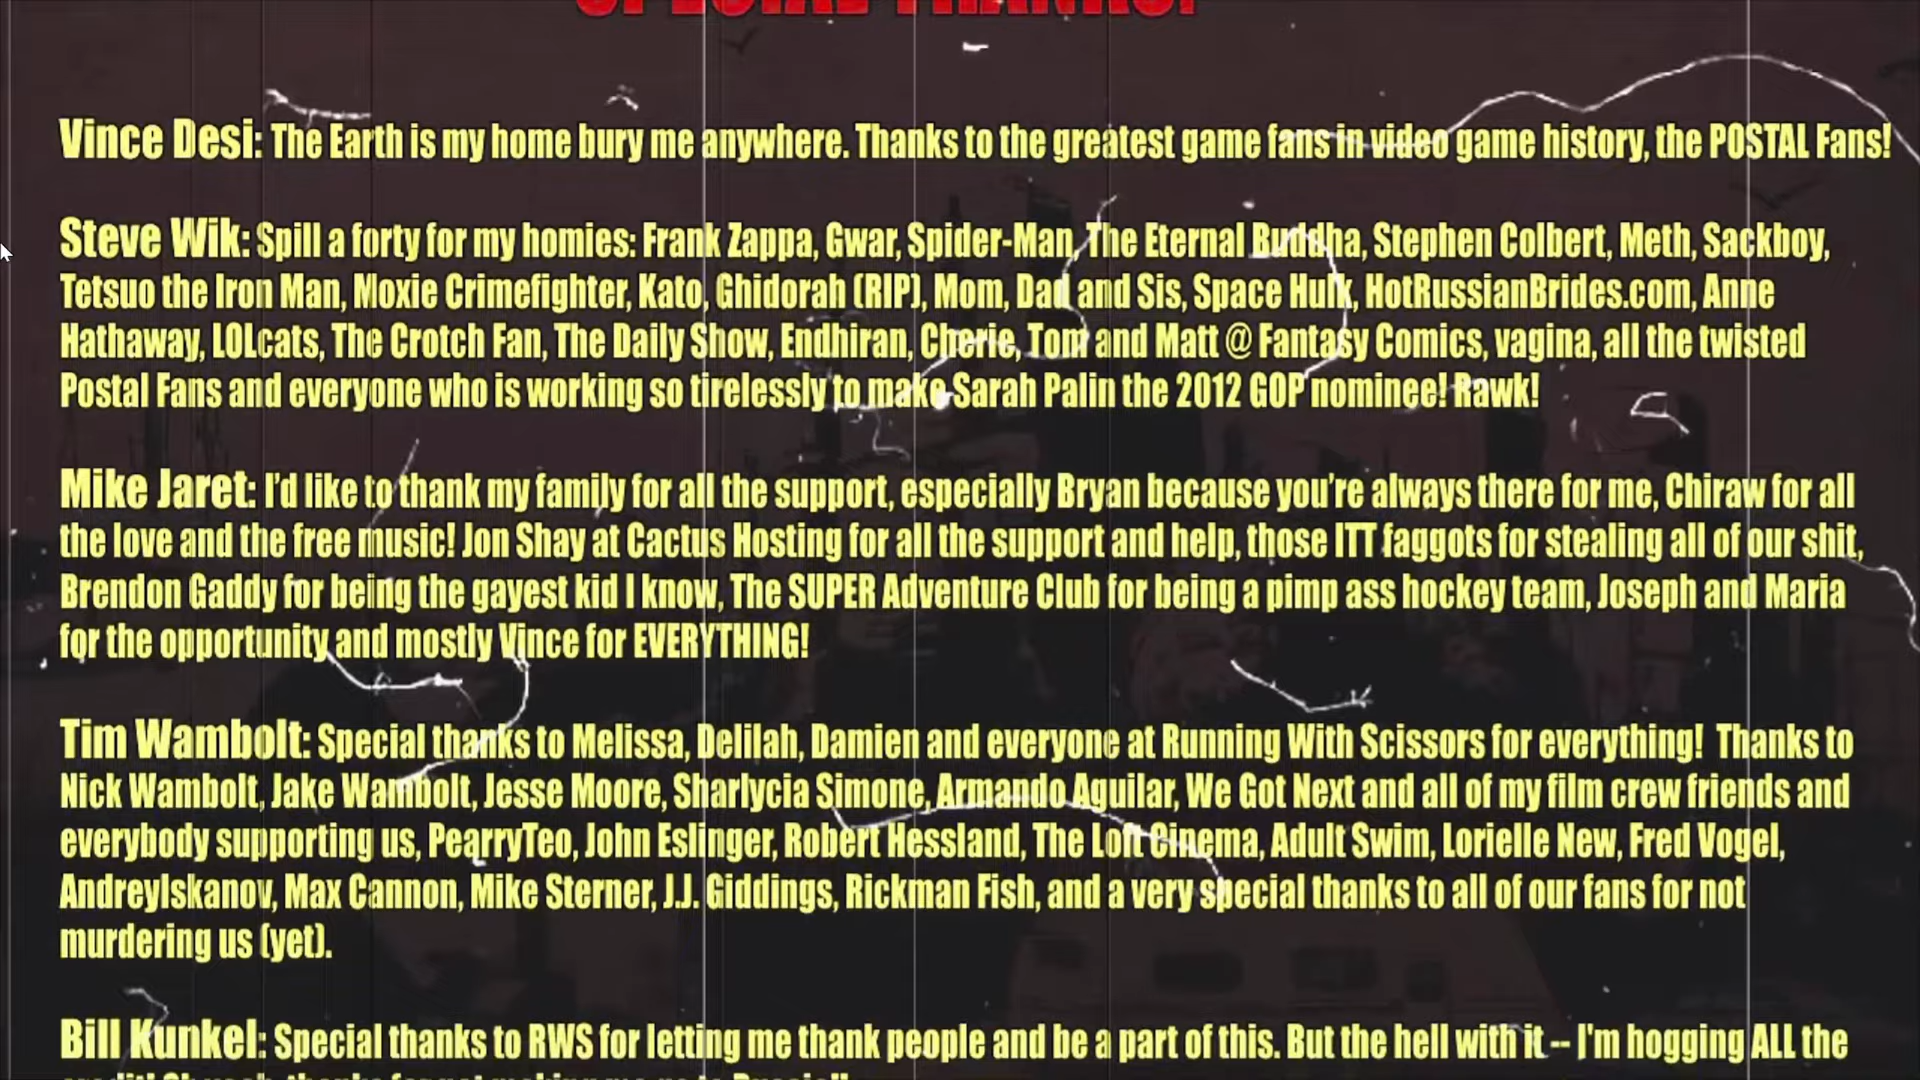 SPECIAL THANKS!
Vince Desi: The Earth is my home bury me anywhere. Thanks to the greatest game fans in video game history, the POSTAL Fans!
Steve Wik: Spill a forty for my homies: Frank Zappa, Gwar, Spider-Man, The Eternal Buddha, Stephen Colbert, Meth, Sackboy,
Tetsuo the Iron Man, Noxie Crimefighter, Kato, Ghidorah (RIP), Mom, Dad and Sis, Space Hulk, HotRussianBrides.com, Anne
Hathaway, LOLcats, The Crotch Fan, The Daily Show, Endhiran, Cherie, Tom and Matt @ Fantasy Comics, vagina, all the twisted
Postal Fans and everyone who is working so tirelessly to make Sarah Palin the 2012 GOP nominee! Rawk!
Mike Jaret: I'd like to thank my family for all the support, especially Bryan because you're always there for me, Chiraw for all
the love and the free music! Jon Shay at Cactus Hosting for all the support and help, those ITT faggots for stealing all of our shit,
Brendon Gaddy for being the gayest kid I know, The SUPER Adventure Club for being a pimp ass hockey team, Joseph and Maria
for the opportunity and mostly Vince for EVERYTHING!
Tim Wambolt: Special thanks to Melissa, Delilah, Damien and everyone at Running With Scissors for everything!  Thanks to
Nick Wambolt, Jake Wambolt, Jesse Moore, Sharlycia Simone, Armando Aguilar, We Got Next and all of my film crew friends and
everybody supporting us, PearryTeo, John Eslinger, Robert Hessland, The Loft Cinema, Adult Swim, Lorielle New, Fred Vogel,
AndreyIskanov, Max Cannon, Mike Sterner, J.J. Giddings, Rickman Fish, and a very special thanks to all of our fans for not
murdering us (yet).
Bill Kunkel: Special thanks to RWS for letting me thank people and be a part of this. But the hell with it -- I'm hogging ALL the